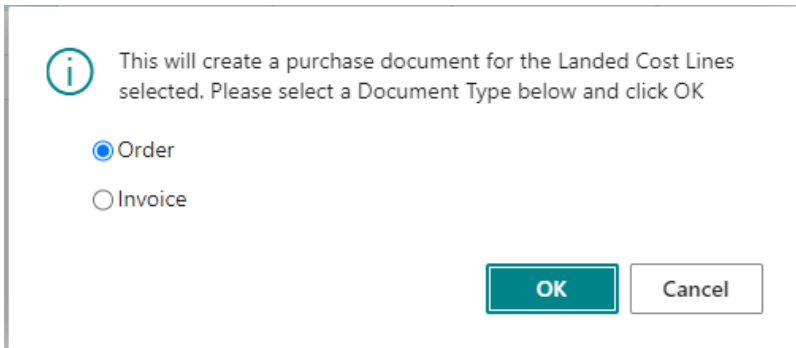 This will create a purchase document for the Landed Cost Lines
selected. Please select a Document Type below and click OK
Order
Invoice
OK
Cancel